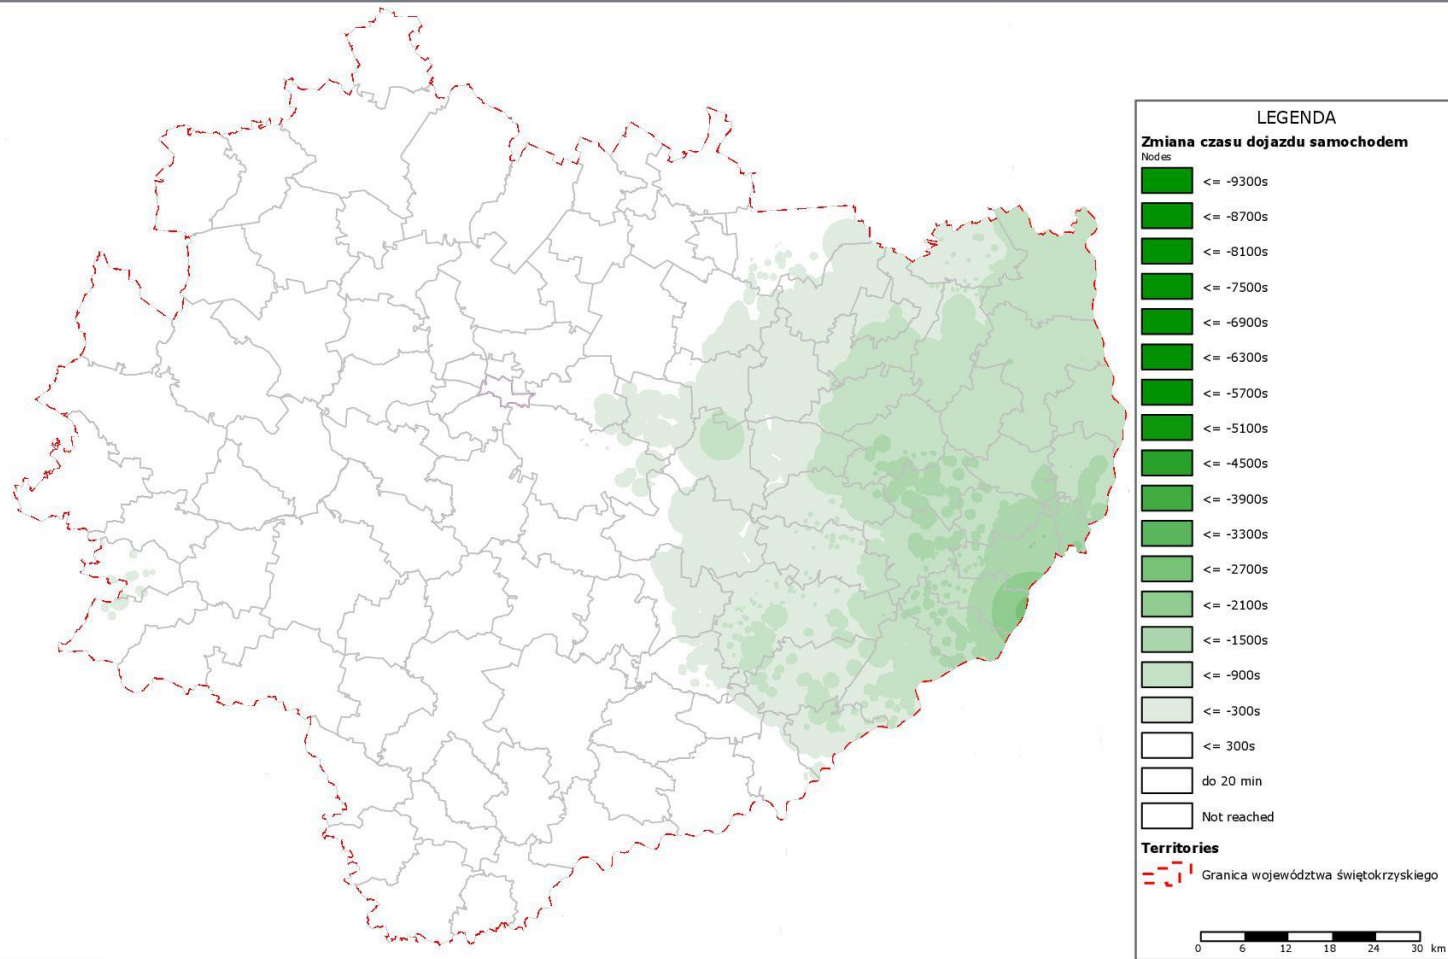 LEGENDA
Zmiana czasu dojazdu samochodem
Nodes
<= -9300s
<= -8700s
<= -8100s
<= -7500s
<= -6900s
<= -6300s
<= -5700s
<= -5100s
<= -4500s
<= -3900s
<= -3300s
<= -2700s
<= -2100s
<= -1500s
<= -900s
<= -300s
<= 300s
do 20 min
Not reached
Territories
Granica województwa świętokrzyskiego
0 6 12 18 24 30 km